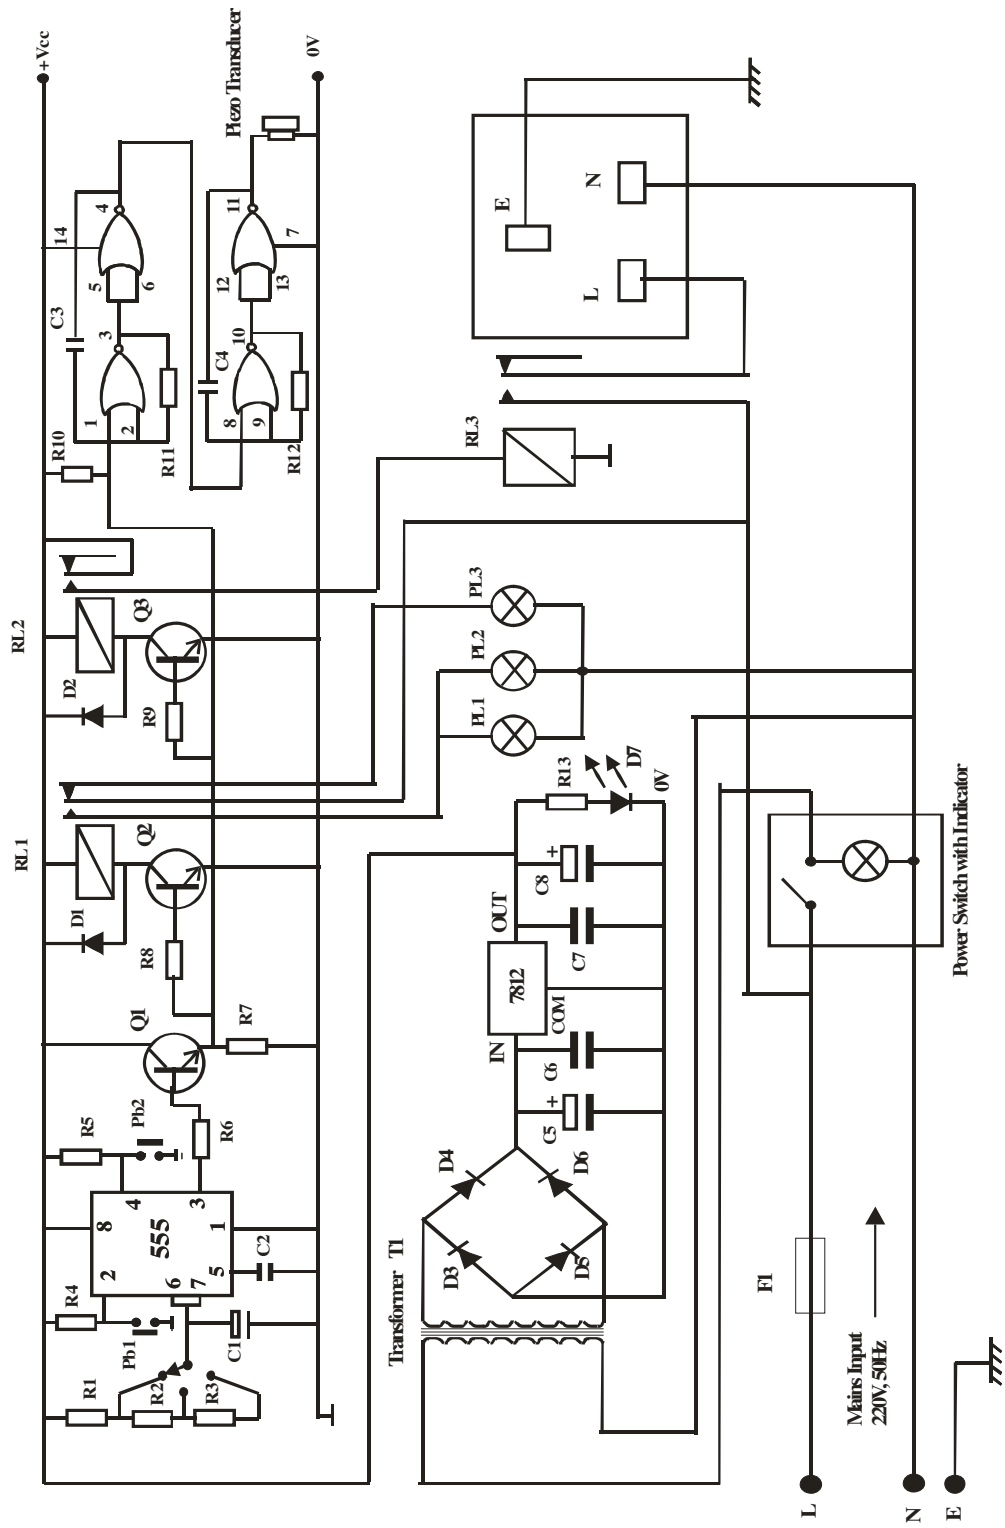 +Vcc
Piezo Transducer
0V
14
4
5
6
C3
3
1
2
R10
R11
11
7
12
13
10
C4
8
9
R12
E
N
L
RL3
RL2
D2
Q3
R9
RL1
D1
Q2
R8
Q1
R7
R5
Pb2
R6
4
3
8
555
1
2
6
7
5
C2
R4
Pb1
C1
R1
R2
R3
PL3
PL2
PL1
R13
D7
0V
C8
+
OUT
C7
7812
COM
IN
C6
C5
+
D4
D6
D3
D5
Transformer T1
F1
Mains Input
220V, 50Hz
Power Switch with Indicator
L
N
E